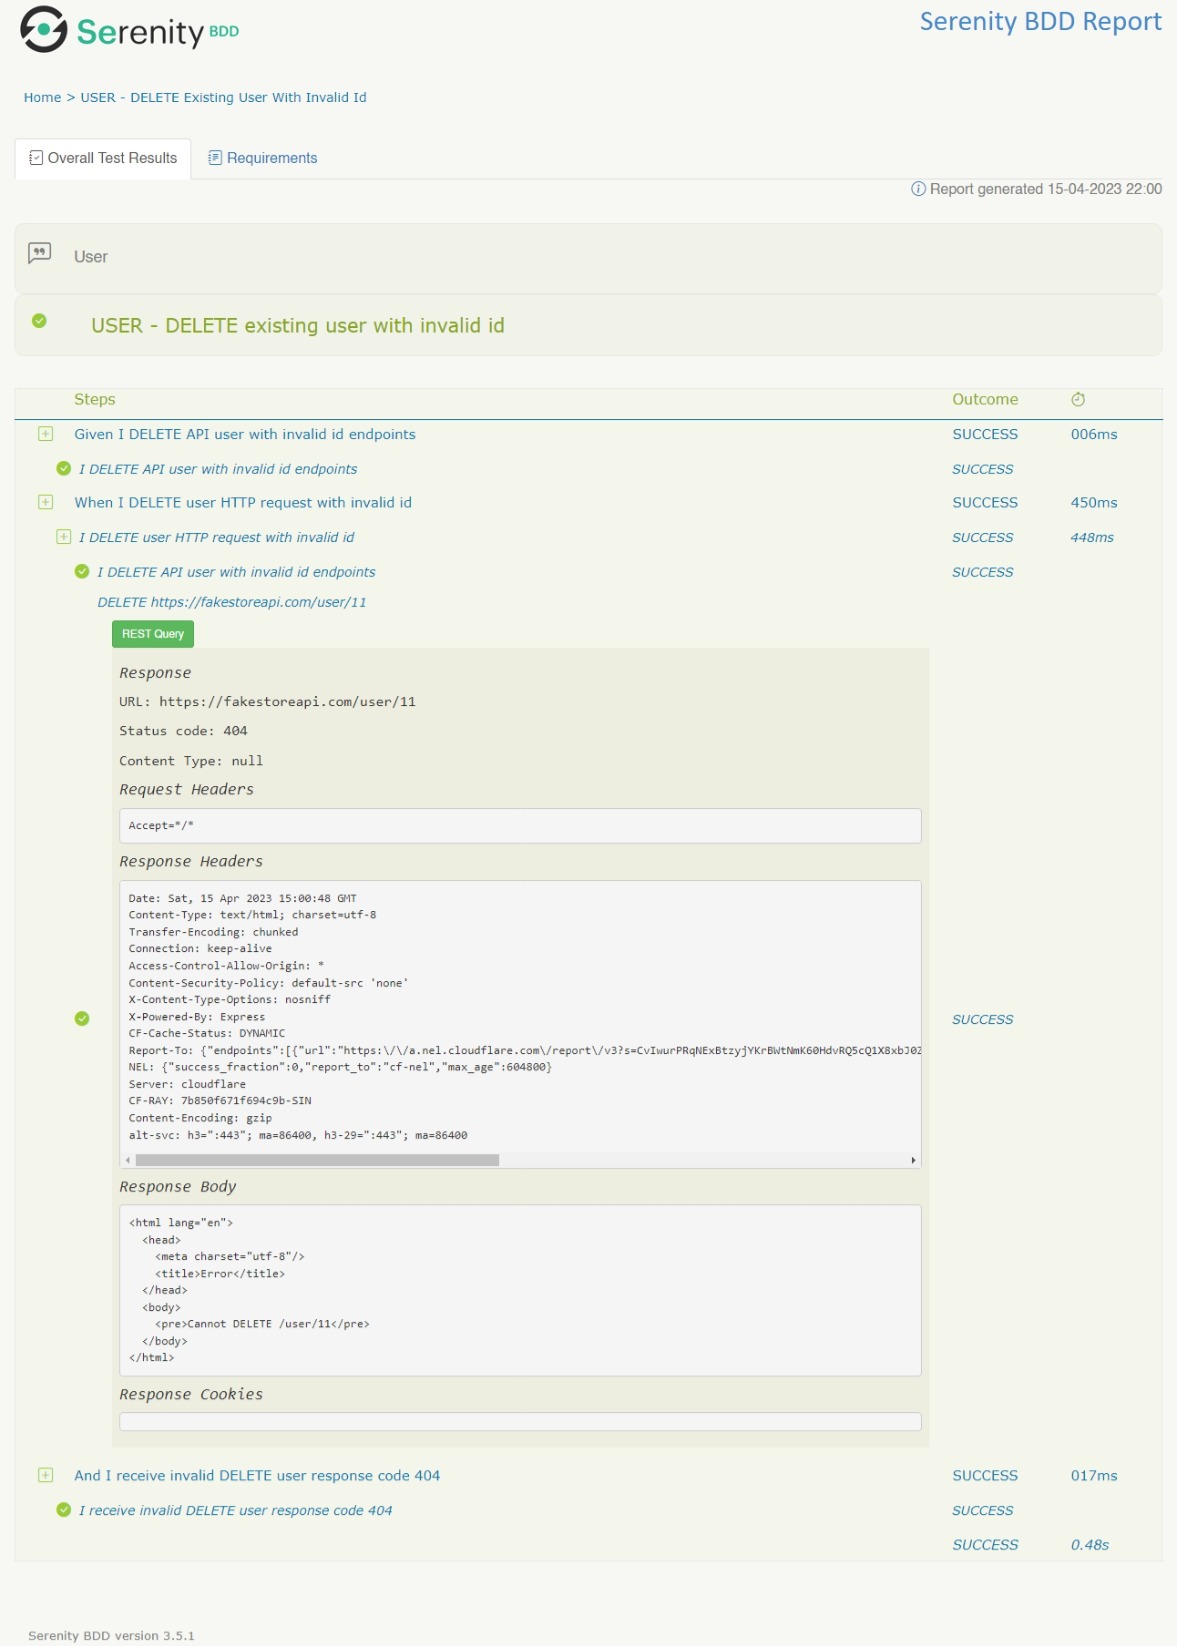 Serenity BDD
Serenity BDD Report
Home > USER - DELETE Existing User With Invalid Id
Overall Test Results
Requirements
Report generated 15-04-2023 22:00
User
USER - DELETE existing user with invalid id
Steps Outcome
Given I DELETE API user with invalid id endpoints SUCCESS 006ms
I DELETE API user with invalid id endpoints SUCCESS
When I DELETE user HTTP request with invalid id SUCCESS 450ms
I DELETE user HTTP request with invalid id SUCCESS 448ms
I DELETE API user with invalid id endpoints SUCCESS
DELETE https://fakestoreapi.com/user/11
REST Query
Response
URL: https://fakestoreapi.com/user/11
Status code: 404
Content Type: null
Request Headers
Accept=*/*
Response Headers
Date: Sat, 15 Apr 2023 15:00:48 GMT
Content-Type: text/html; charset=utf-8
Transfer-Encoding: chunked
Connection: keep-alive
Access-Control-Allow-Origin: *
Content-Security-Policy: default-src 'none'
X-Content-Type-Options: nosniff
X-Powered-By: Express
SUCCESS
CF-Cache-Status: DYNAMIC
Report-To: {"endpoints":[{"url":"https:\/\/a.nel.cloudflare.com\/report\/v3?s=CvIwurPRqNExBtzyjYKrBWtNmK60HdvRQ5cQ1X8xbJ0Z
NEL: {"success_fraction":0,"report_to":"cf-nel","max_age":604800}
Server: cloudflare
CF-RAY: 7b850f671f694c9b-SIN
Content-Encoding: gzip
alt-svc: h3=":443"; ma=86400, h3-29=":443"; ma=86400
Response Body
<html lang="en">
<head>
<meta charset="utf-8"/>
<title>Error</title>
</head>
<body>
<pre>Cannot DELETE /user/11</pre>
</body>
</html>
Response Cookies
And I receive invalid DELETE user response code 404 SUCCESS 017ms
I receive invalid DELETE user response code 404 SUCCESS
SUCCESS 0.48s
Serenity BDD version 3.5.1